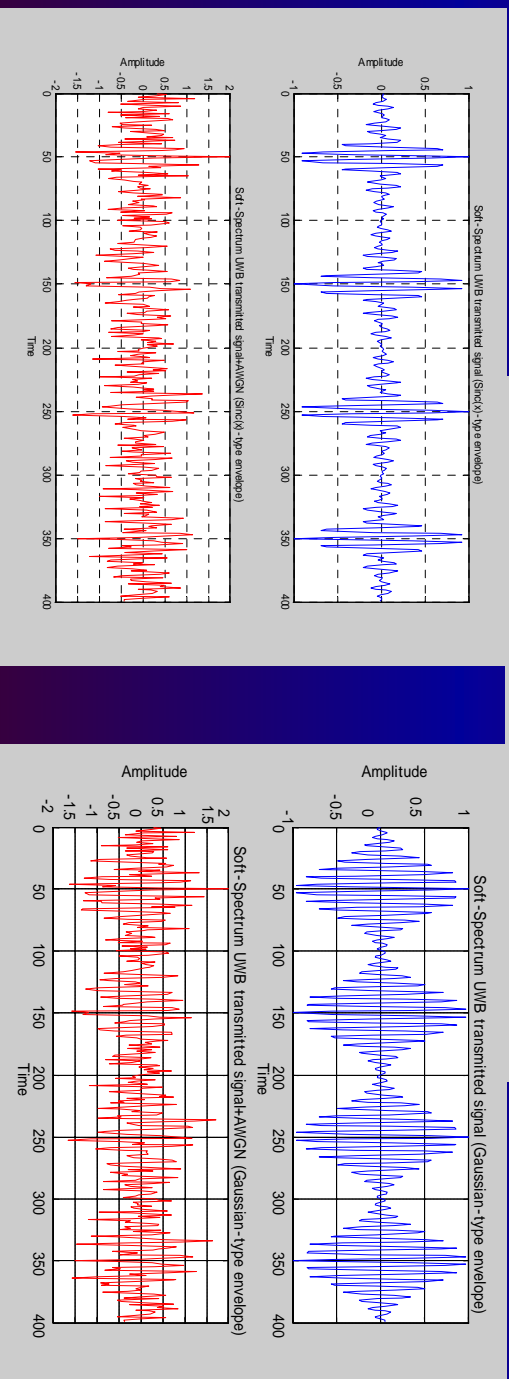 Soft-Spectrum UWB transmitted signal (Sinc(x)-type envelope)
1
0.5
0
-0.5
-1
Amplitude
0 50 100 150 200 250 300 350 400
Time
Soft-Spectrum UWB transmitted signal+AWGN (Sinc(x)-type envelope)
2
1.5
1
0.5
0
-0.5
-1
-1.5
-2
Amplitude
0 50 100 150 200 250 300 350 400
Time
Soft-Spectrum UWB transmitted signal (Gaussian-type envelope)
1
0.5
0
-0.5
-1
Amplitude
0 50 100 150 200 250 300 350 400
Time
Soft-Spectrum UWB transmitted signal+AWGN (Gaussian-type envelope)
2
1.5
1
0.5
0
-0.5
-1
-1.5
-2
Amplitude
0 50 100 150 200 250 300 350 400
Time